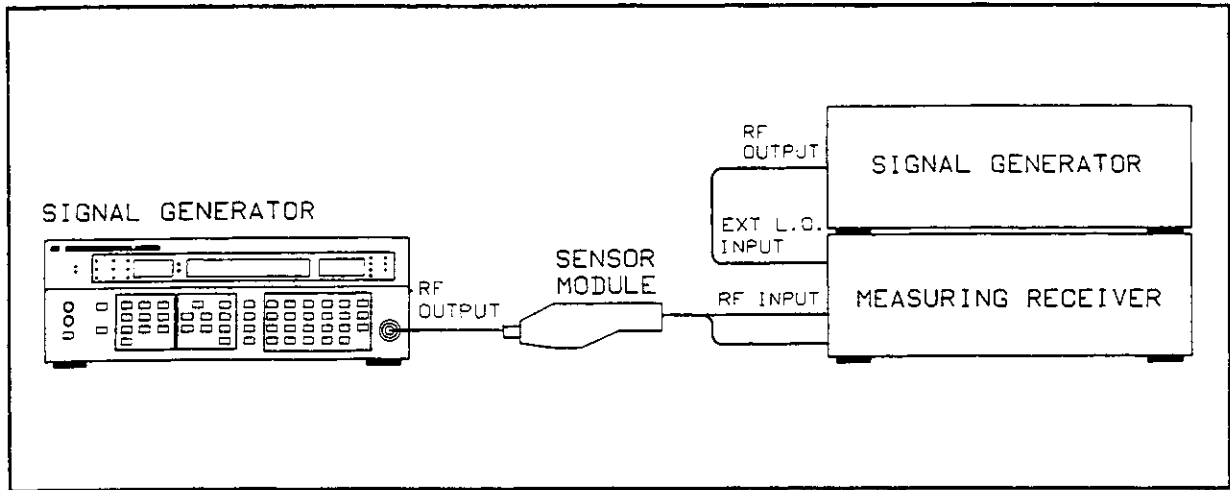 SIGNAL GENERATOR
RF
OUTPUT
SENSOR
MODULE
RF
OUTPUT
EXT L.O.
INPUT
RF INPUT
SIGNAL GENERATOR
MEASURING RECEIVER